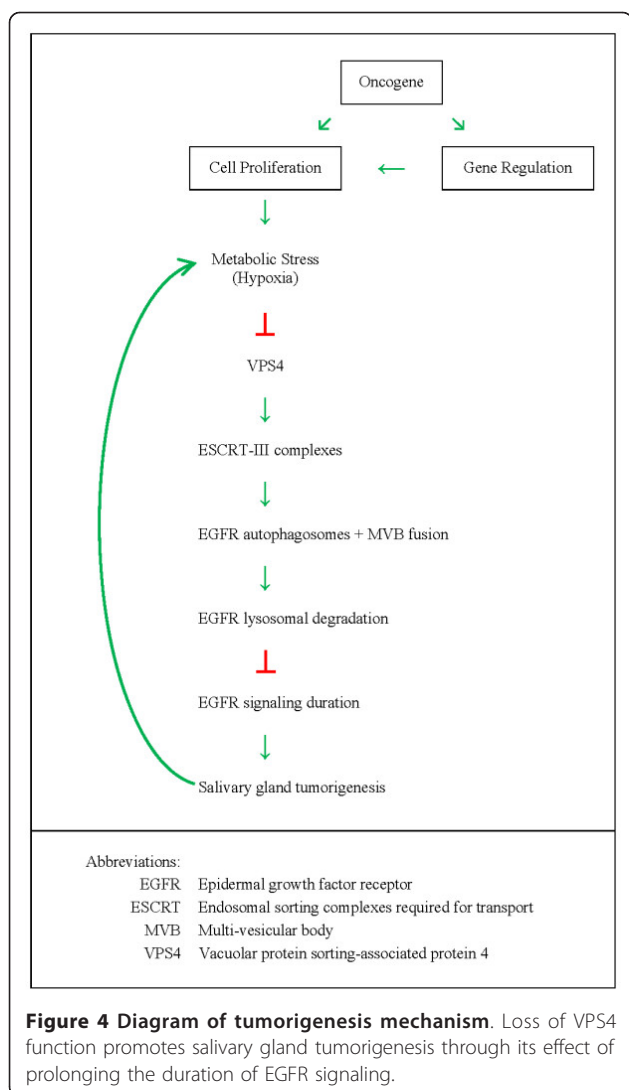 Oncogene
Cell Proliferation
Gene Regulation
Metabolic Stress
(Hypoxia)
VPS4
ESCRT-III complexes
EGFR autophagosomes + MVB fusion
EGFR lysosomal degradation
EGFR signaling duration
Salivary gland tumorigenesis
Abbreviations:
EGFR Epidermal growth factor receptor
ESCRT Endosomal sorting complexes required for transport
MVB Multi-vesicular body
VPS4 Vacuolar protein sorting-associated protein 4
Figure 4 Diagram of tumorigenesis mechanism. Loss of VPS4
function promotes salivary gland tumorigenesis through its effect of
prolonging the duration of EGFR signaling.